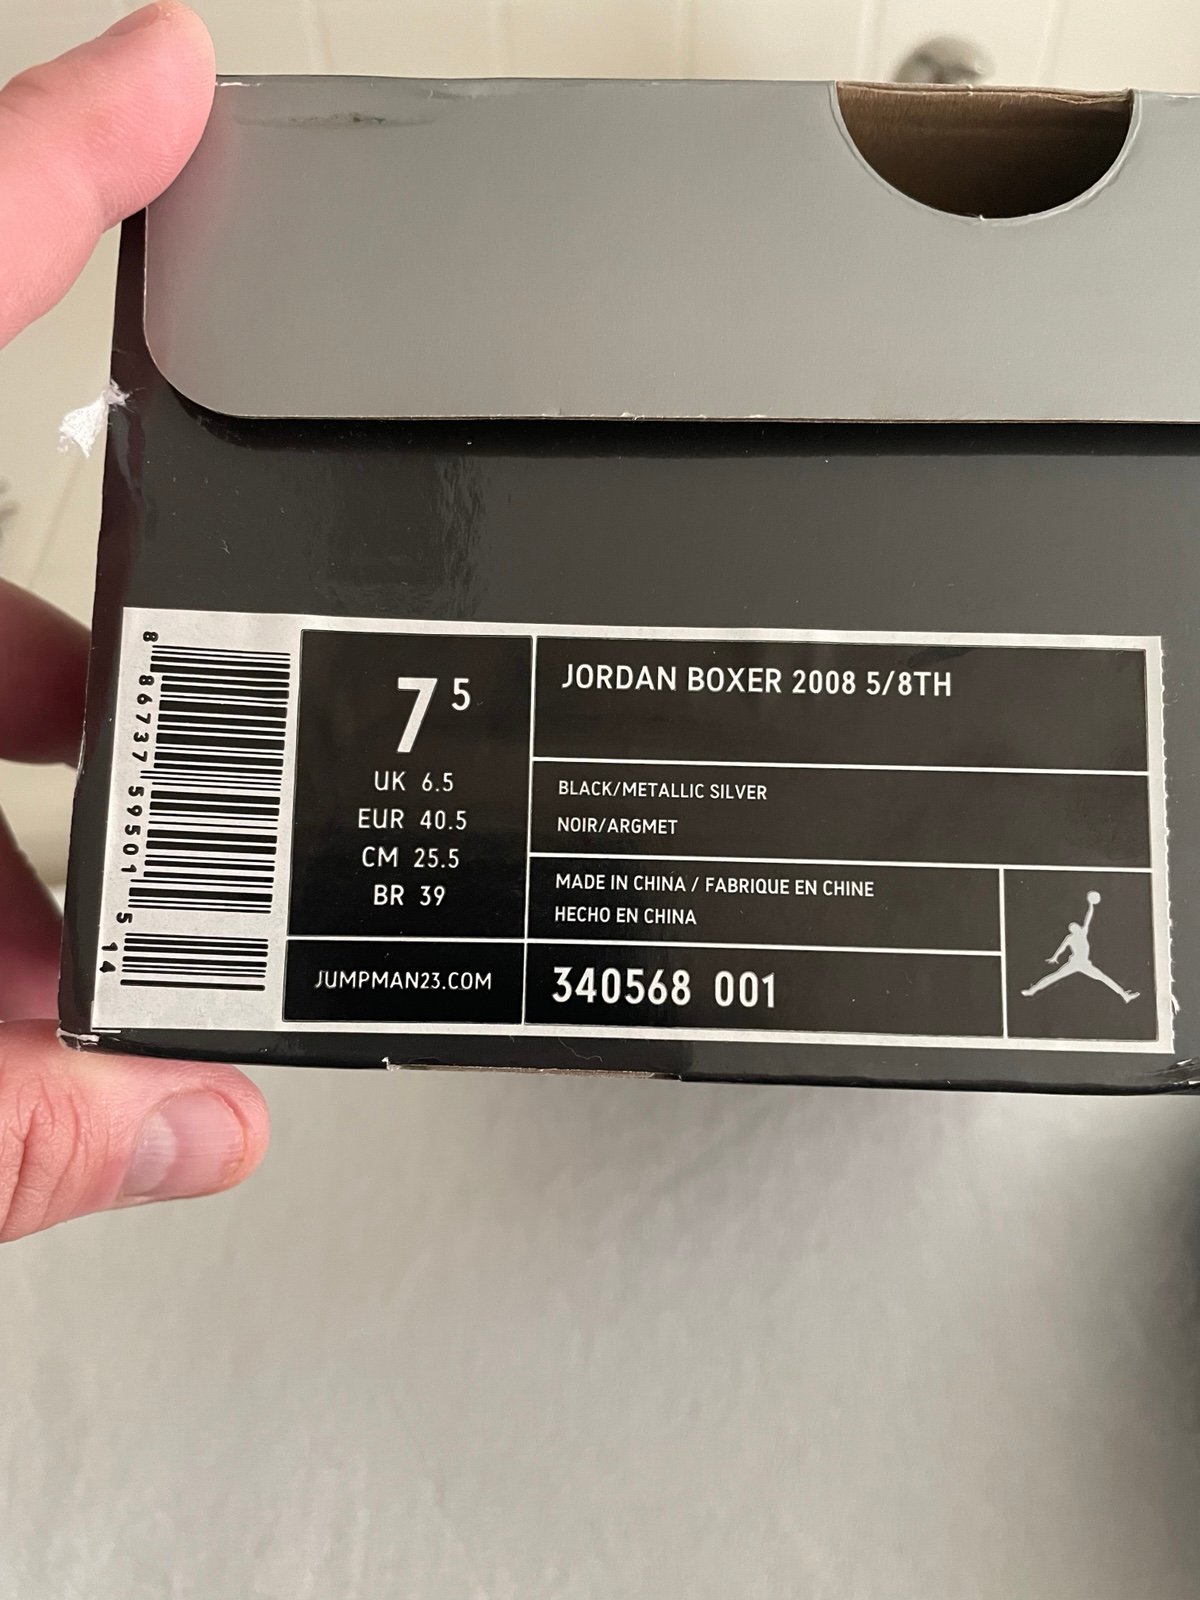 8 86737 59501 5 14
7 5
UK 6.5
EUR 40.5
CM 25.5
BR 39
JUMPMAN23.COM
JORDAN BOXER 2008 5/8TH
BLACK/METALLIC SILVER
NOIR/ARGMET
MADE IN CHINA / FABRIQUE EN CHINE
HECHO EN CHINA
340568 001